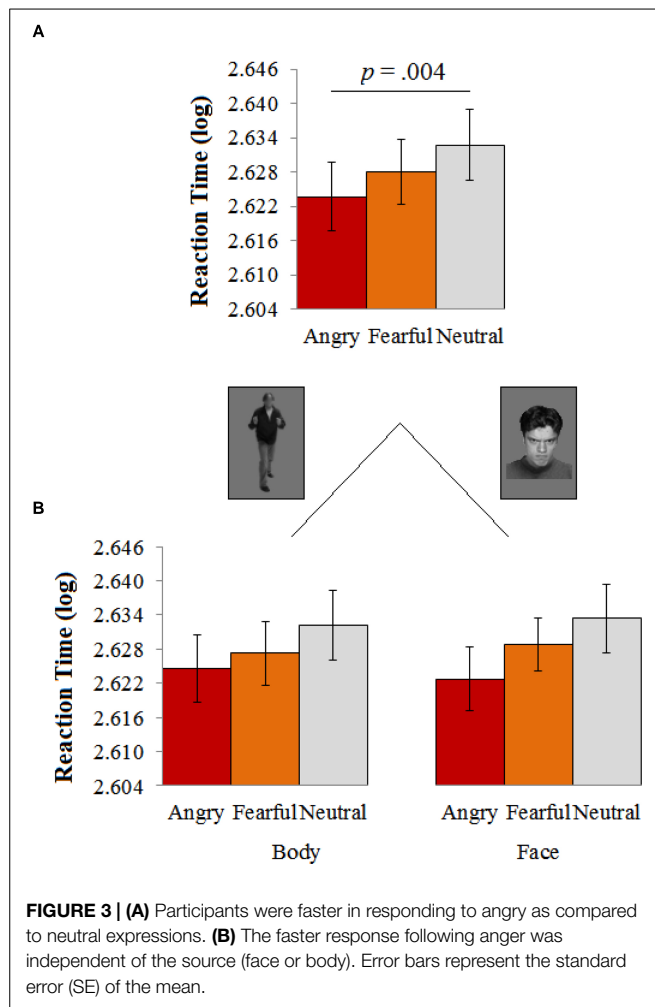 A
p = .004
Reaction Time (log)
2.646
2.640
2.634
2.628
2.622
2.616
2.610
2.604
Angry Fearful Neutral
B
Reaction Time (log)
2.646
2.640
2.634
2.628
2.622
2.616
2.610
2.604
Angry Fearful Neutral
Body
Angry Fearful Neutral
Face
FIGURE 3 | (A) Participants were faster in responding to angry as compared
to neutral expressions. (B) The faster response following anger was
independent of the source (face or body). Error bars represent the standard
error (SE) of the mean.